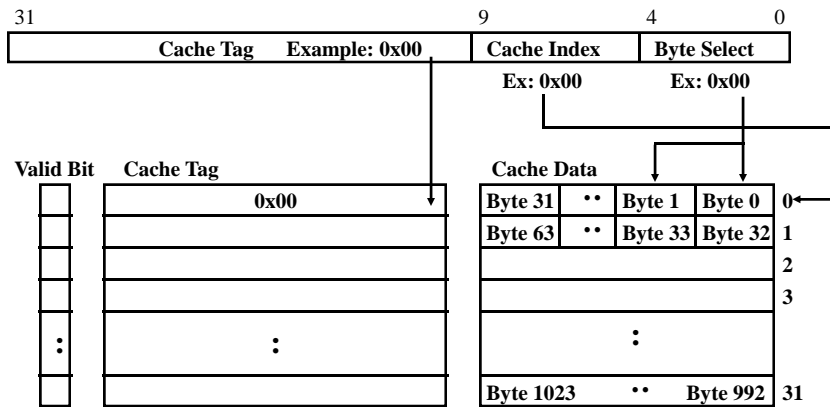 31 9 4 0
Cache Tag Example: 0x00 Cache Index Byte Select
Ex: 0x00 Ex: 0x00
Valid Bit Cache Tag Cache Data
0x00 Byte 31 •• Byte 1 Byte 0 0
Byte 63 •• Byte 33 Byte 32 1
2
3
: : :
Byte 1023 •• Byte 992 31